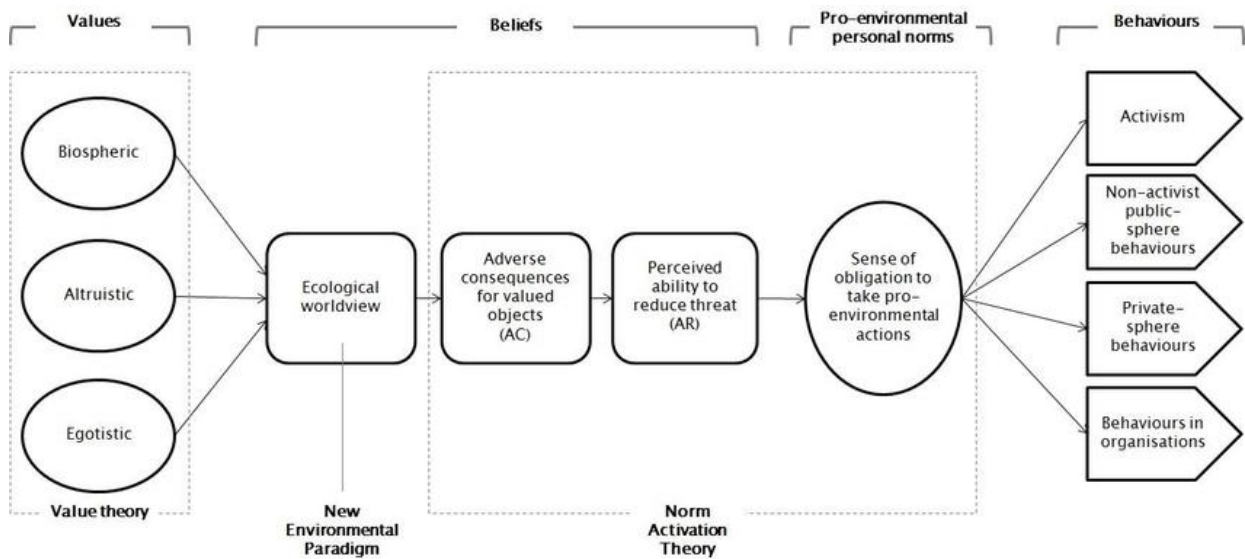 Values
Beliefs
Pro-environmental
personal norms
Behaviours
Biospheric
Altruistic
Egotistic
Value theory
Ecological
worldview
New
Environmental
Paradigm
Adverse
consequences
for valued
objects
(AC)
Perceived
ability to
reduce threat
(AR)
Norm
Activation
Theory
Sense of
obligation to
take pro-
environmental
actions
Activism
Non-activist
public-
sphere
behaviours
Private-
sphere
behaviours
Behaviours in
organisations